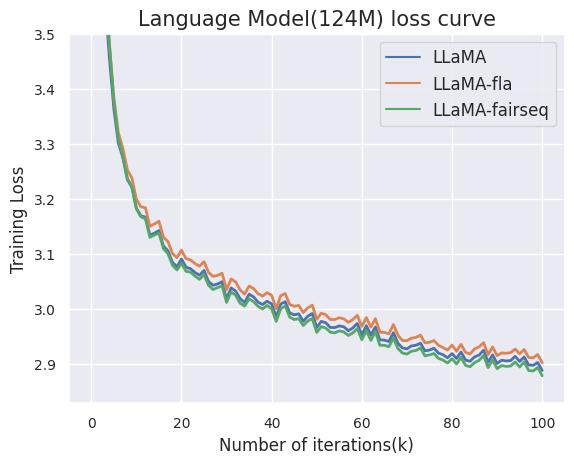 Language Model(124M) loss curve
3.5
3.4
3.3
3.2
3.1
3.0
2.9
Training Loss
LLaMA
LLaMA-fla
LLaMA-fairseq
0 20 40 60 80 100
Number of iterations(k)